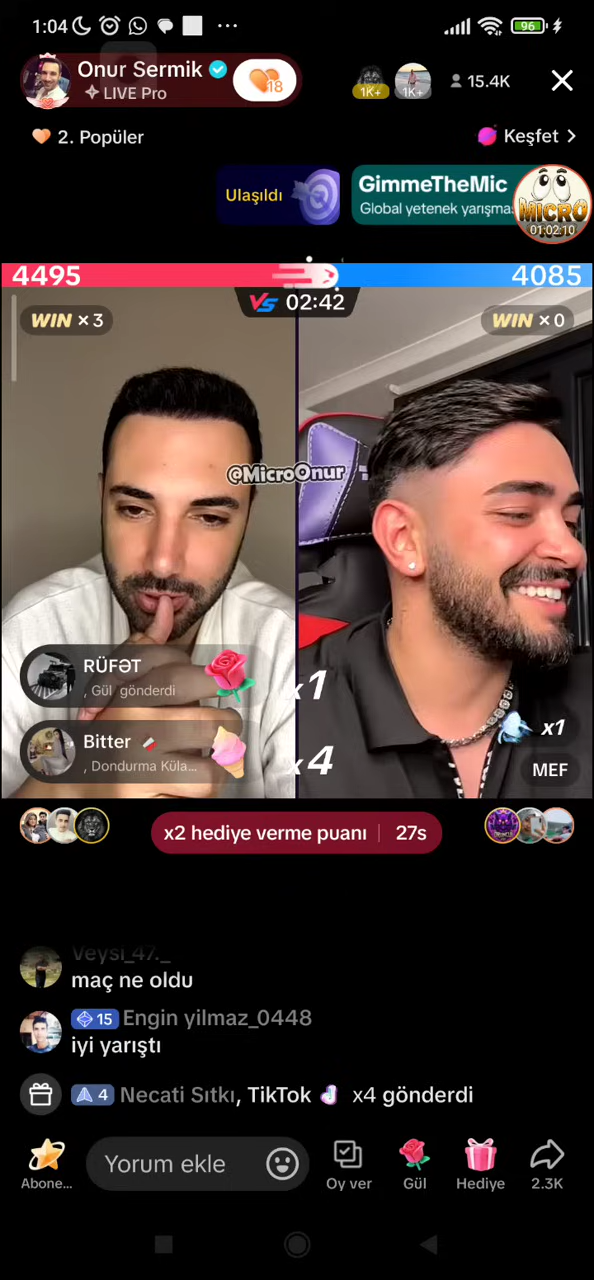 1:04
96
Onur Sermik
LIVE Pro
18
1K+
1K+
15.4K
2. Popüler
Keşfet
Ulaşıldı
GimmeTheMic
Global yetenek yarışma
MICRO
01:02:10
4495
4085
VS 02:42
WIN × 3
WIN × 0
@MicroOnur
RÜFƏT
, Gül gönderdi
x1
Bitter
, Dondurma Küla...
x4
x1
MEF
x2 hediye verme puanı
27s
Veysi_47._
maç ne oldu
15 Engin yilmaz_0448
iyi yarıştı
4 Necati Sıtkı, TikTok x4 gönderdi
Abone...
Yorum ekle
Oy ver
Gül
Hediye
2.3K